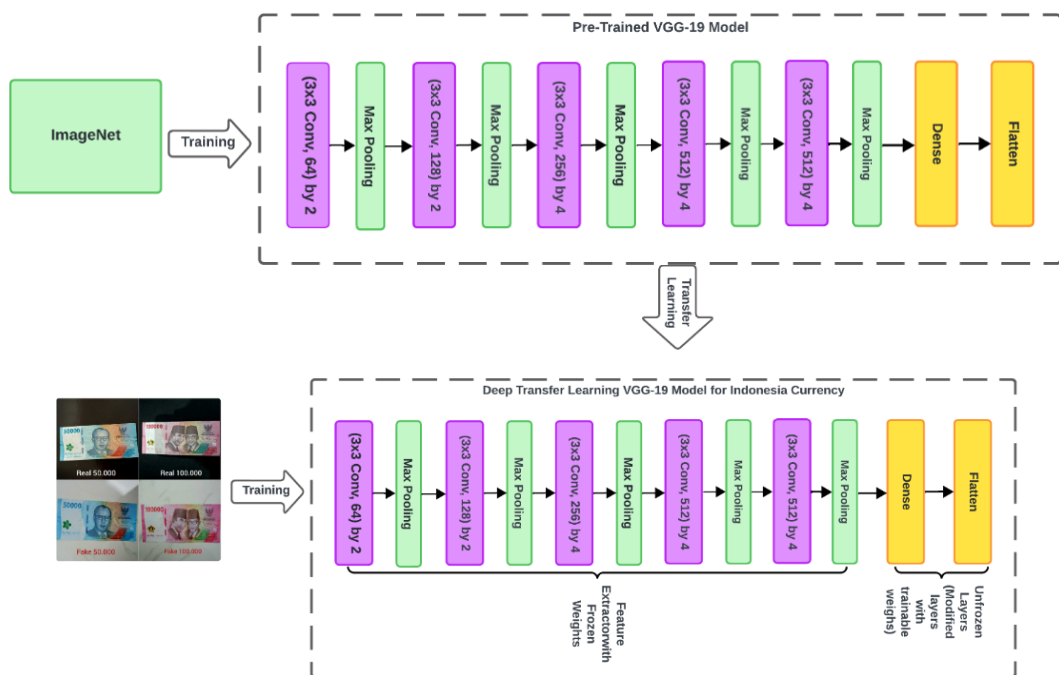 Pre-Trained VGG-19 Model
ImageNet
Training
(3x3 Conv, 64) by 2
Max Pooling
(3x3 Conv, 128) by 2
Max Pooling
(3x3 Conv, 256) by 4
Max Pooling
(3x3 Conv, 512) by 4
Max Pooling
(3x3 Conv, 512) by 4
Max Pooling
Dense
Flatten
Transfer
Learning
Deep Transfer Learning VGG-19 Model for Indonesia Currency
50000
100000
Real 50.000
Real 100.000
50000
100000
Fake 50.000
Fake 100.000
Training
(3x3 Conv, 64) by 2
Max Pooling
(3x3 Conv, 128) by 2
Max Pooling
(3x3 Conv, 256) by 4
Max Pooling
(3x3 Conv, 512) by 4
Max Pooling
(3x3 Conv, 512) by 4
Max Pooling
Dense
Flatten
Feature
Extractorwith
Frozen
Weights
Unfrozen
Layers
(Modified
layers
with
trainable
weighs)